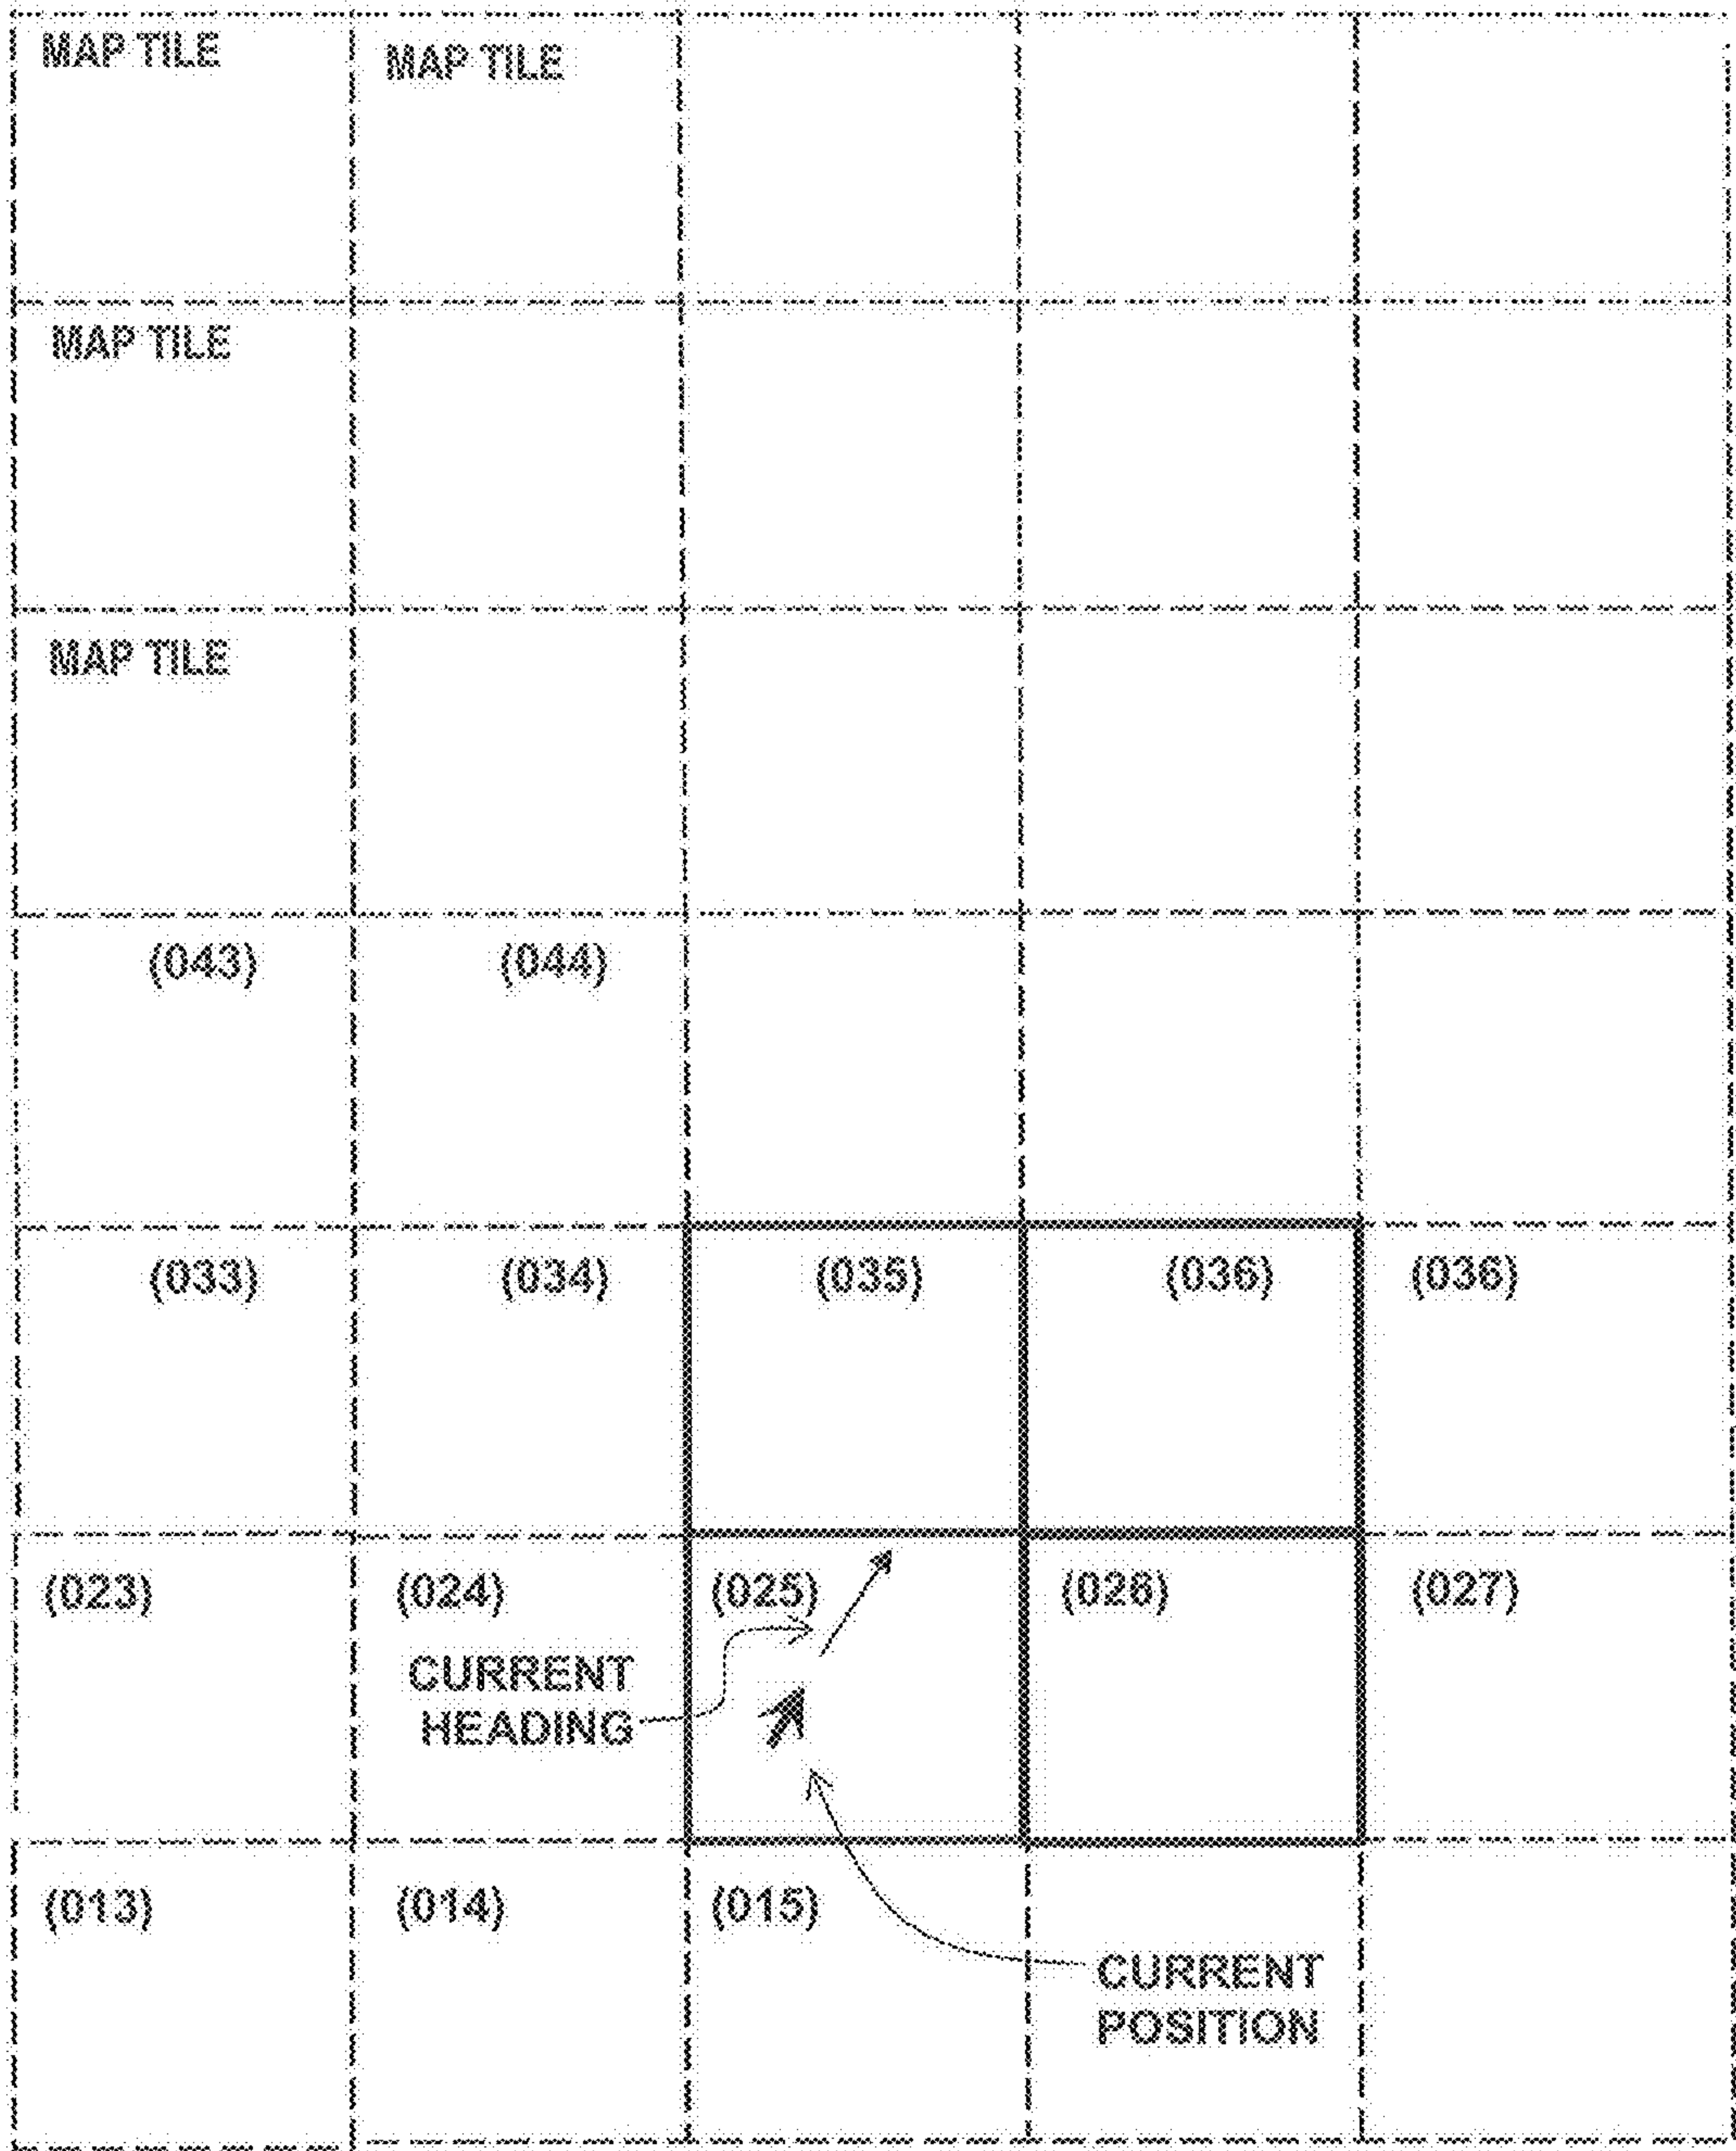 MAP TILE
MAP TILE
MAP TILE
MAP TILE
(043)
(044)
(033)
(034)
(035)
(036)
(036)
(023)
(024)
(025)
(026)
(027)
CURRENT
HEADING
(013)
(014)
(015)
CURRENT
POSITION